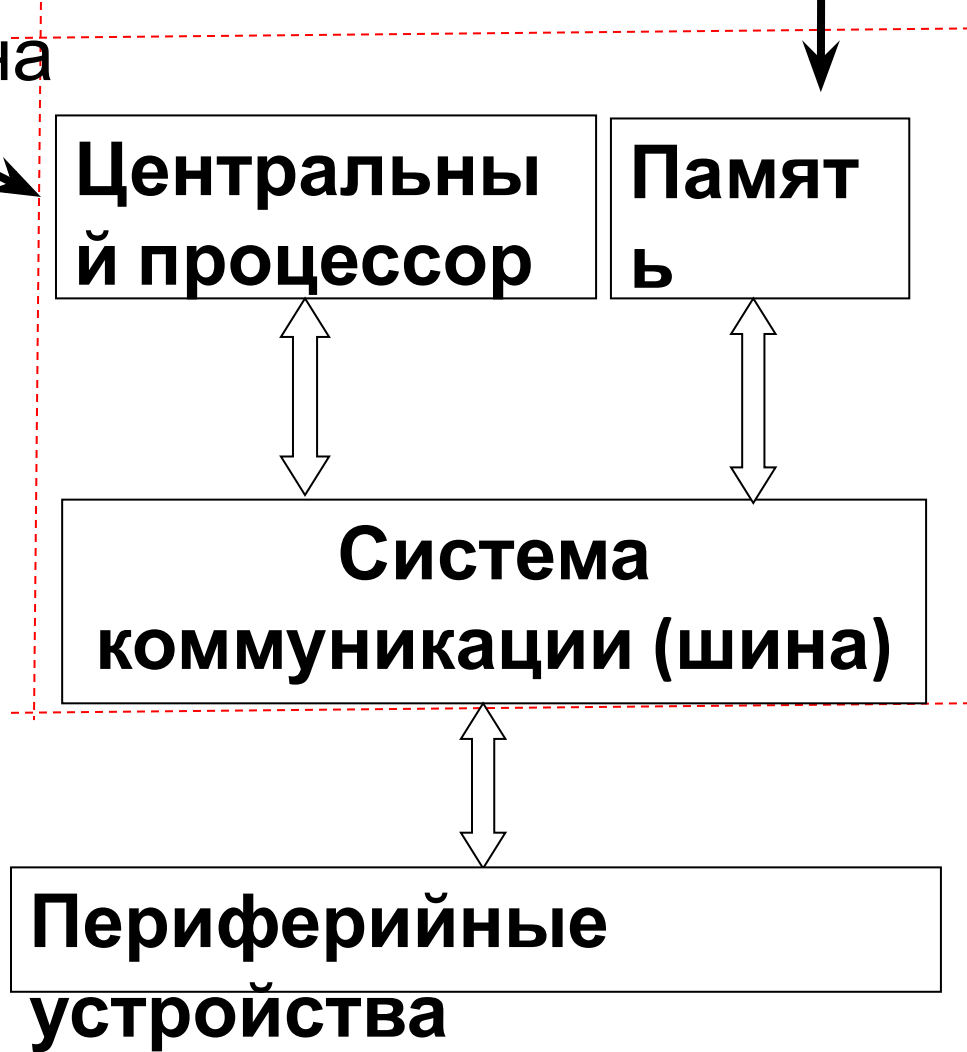 на
Центральны
й процессор
Памят
ь
Система
коммуникации (шина)
Периферийные
устройства